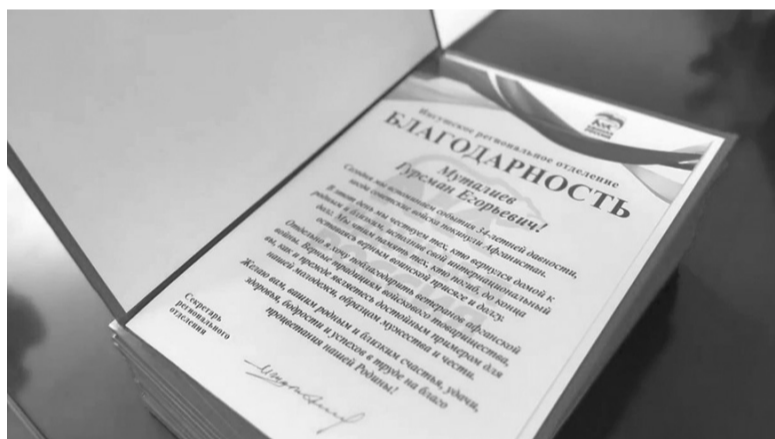 ЕДИНАЯ
РОССИЯ
Ингушское региональное отделение
БЛАГОДАРНОСТЬ
Муталиев
Гурсман Егорьевич!
Сегодня мы вспоминаем события 34-летней давности,
когда советские войска покинули Афганистан.
В этот день мы чествуем тех, кто вернулся домой к
родным и близким, исполнив свой интернациональный
долг. Мы чтим память тех, кто погиб, до конца
оставшись верным воинской присяге и долгу.
Отдельно я хочу поблагодарить ветеранов афганской
войны. Верные традициям войскового товарищества,
вы, как и прежде являетесь достойным примером для
нашей молодежи, образцом мужества и чести.
Желаю вам, вашим родным и близким счастья, удачи,
здоровья, бодрости и успехов в труде на благо
процветания нашей Родины!
Секретарь
регионального
отделения